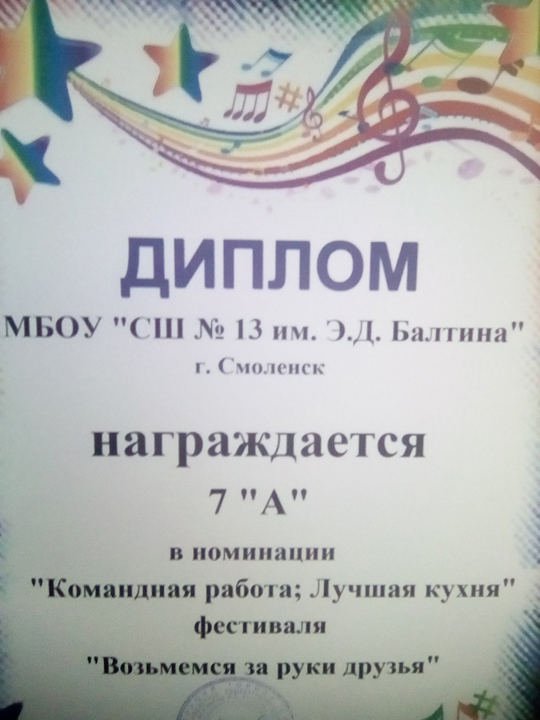 ДИПЛОМ
МБОУ "СШ № 13 им. Э.Д. Балтина"
г. Смоленск
награждается
7 "А"
в номинации
"Командная работа; Лучшая кухня"
фестиваля
"Возьмемся за руки друзья"